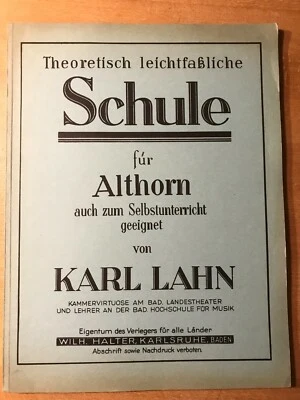 Theoretisch leichtfaßliche
Schule
für
Althorn
auch zum Selbstunterricht
geeignet
von
KARL LAHN
KAMMERVIRTUOSE AM BAD. LANDESTHEATER
UND LEHRER AN DER BAD HOCHSCHULE FÜR MUSIK
Eigentum des Verlegers für alle Länder
WILH. HALTER, KARLSRUHE, BADEN
Abschrift sowie Nachdruck verboten.